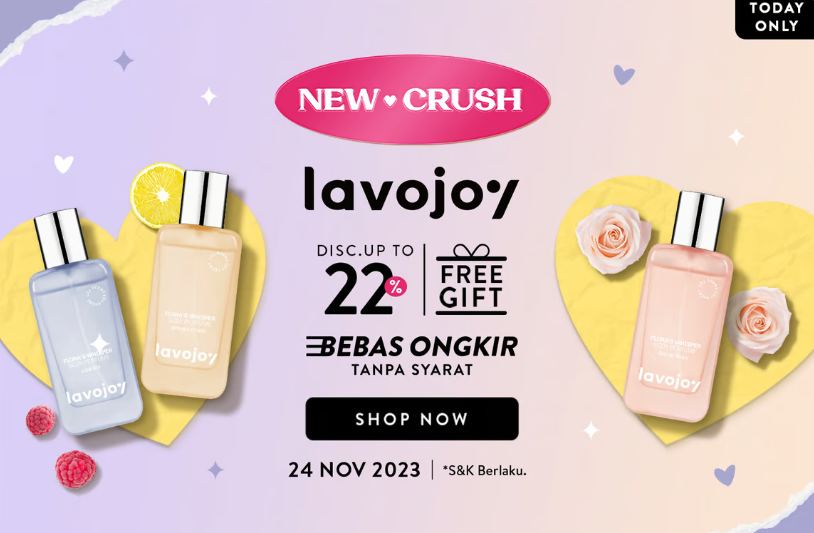 TODAY
ONLY
NEW CRUSH
lavojoy
DISC.UP TO
22%
FREE
GIFT
BEBAS ONGKIR
TANPA SYARAT
SHOP NOW
24 NOV 2023 | *S&K Berlaku.
lavojoy
lavojoy
lavojoy